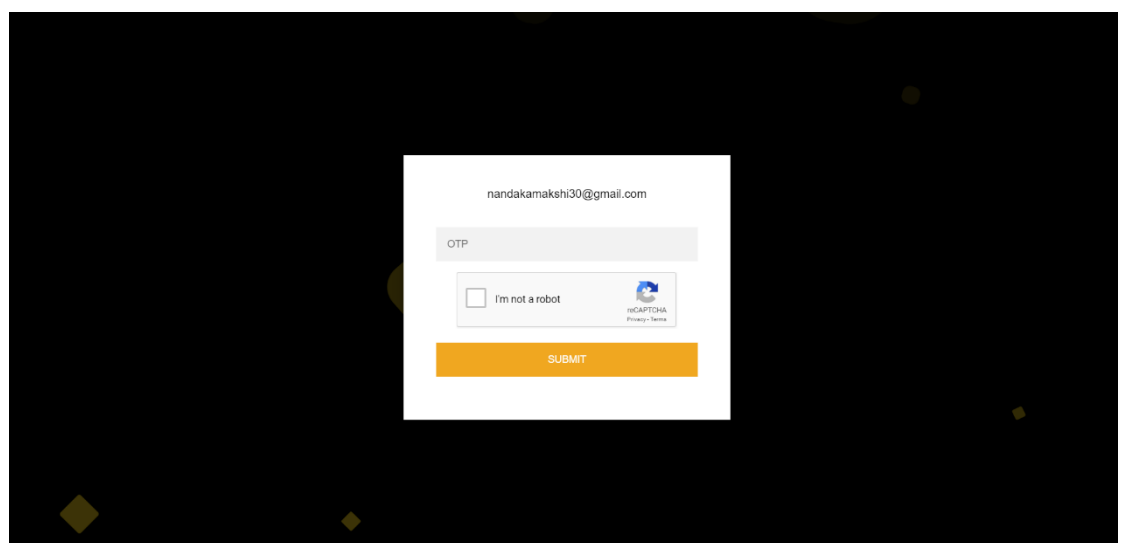 nandakamakshi30@gmail.com
OTP
I'm not a robot
reCAPTCHA
Privacy - Terms
SUBMIT